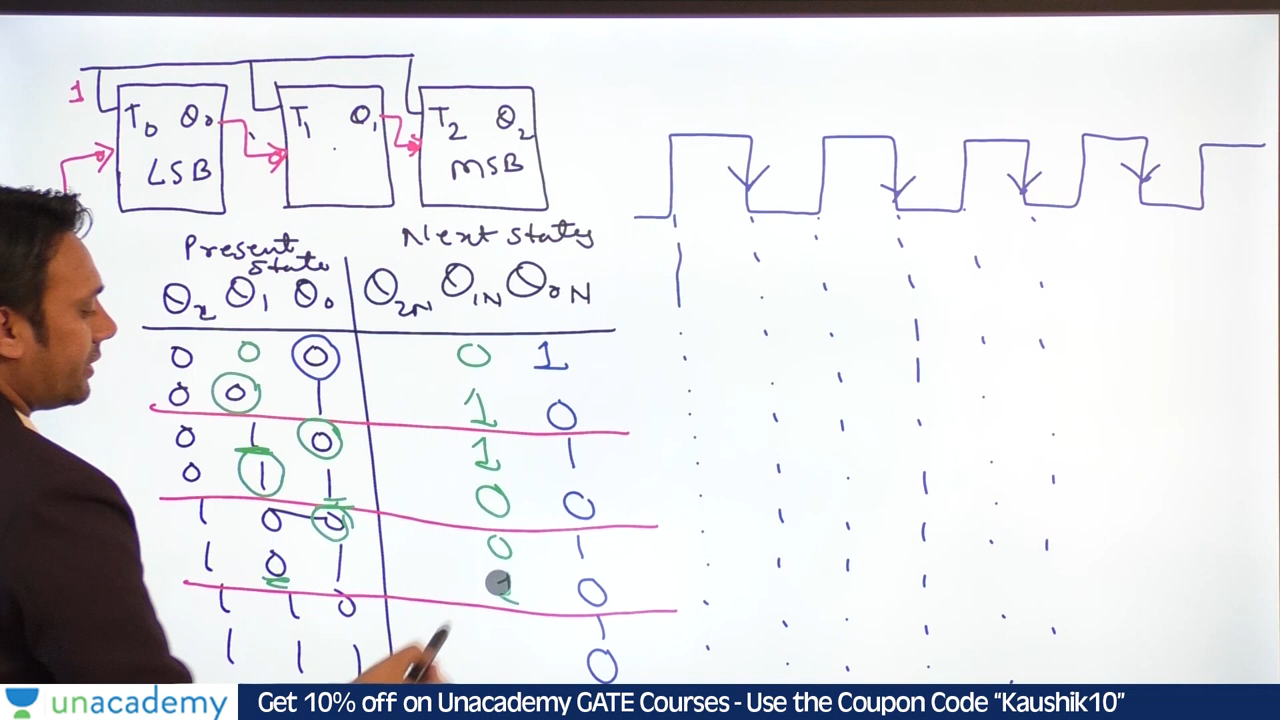 1
T₀ Q₀ T₁ Q₁ T₂ Q₂
LSB MSB
Present State Next State
Q₂ Q₁ Q₀ Q₂N Q₁N Q₀N
0 0 0 0 1
0 0 1 1 0
0 1 0 1 1
0 1 1 0 0
1 0 0 0 1
1 0 1 1 0
1 1 0 1
1 1 1 0
unacademy Get 10% off on Unacademy GATE Courses - Use the Coupon Code “Kaushik10”